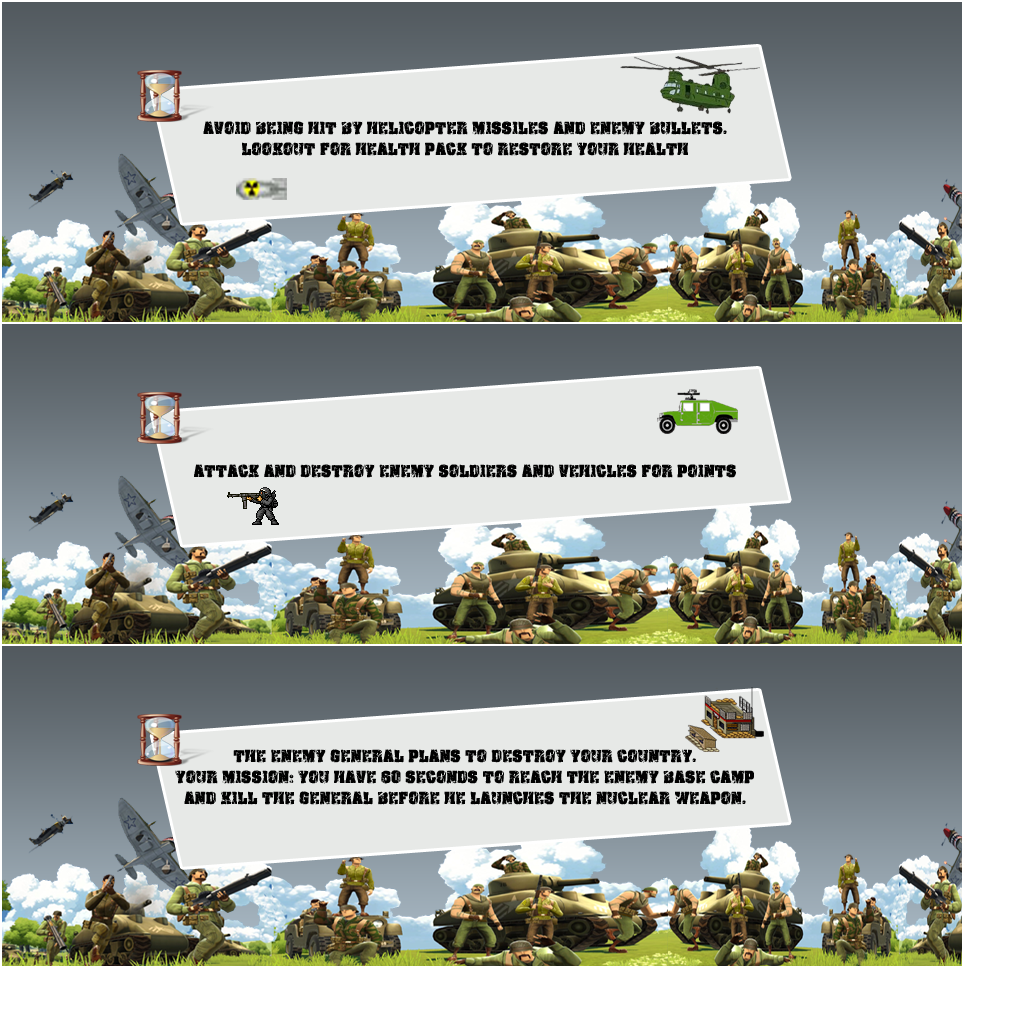 AVOID BEING HIT BY HELICOPTER MISSILES AND ENEMY BULLETS.
LOOKOUT FOR HEALTH PACK TO RESTORE YOUR HEALTH
ATTACK AND DESTROY ENEMY SOLDIERS AND VEHICLES FOR POINTS
THE ENEMY GENERAL PLANS TO DESTROY YOUR COUNTRY.
YOUR MISSION: YOU HAVE 60 SECONDS TO REACH THE ENEMY BASE CAMP
AND KILL THE GENERAL BEFORE HE LAUNCHES THE NUCLEAR WEAPON.